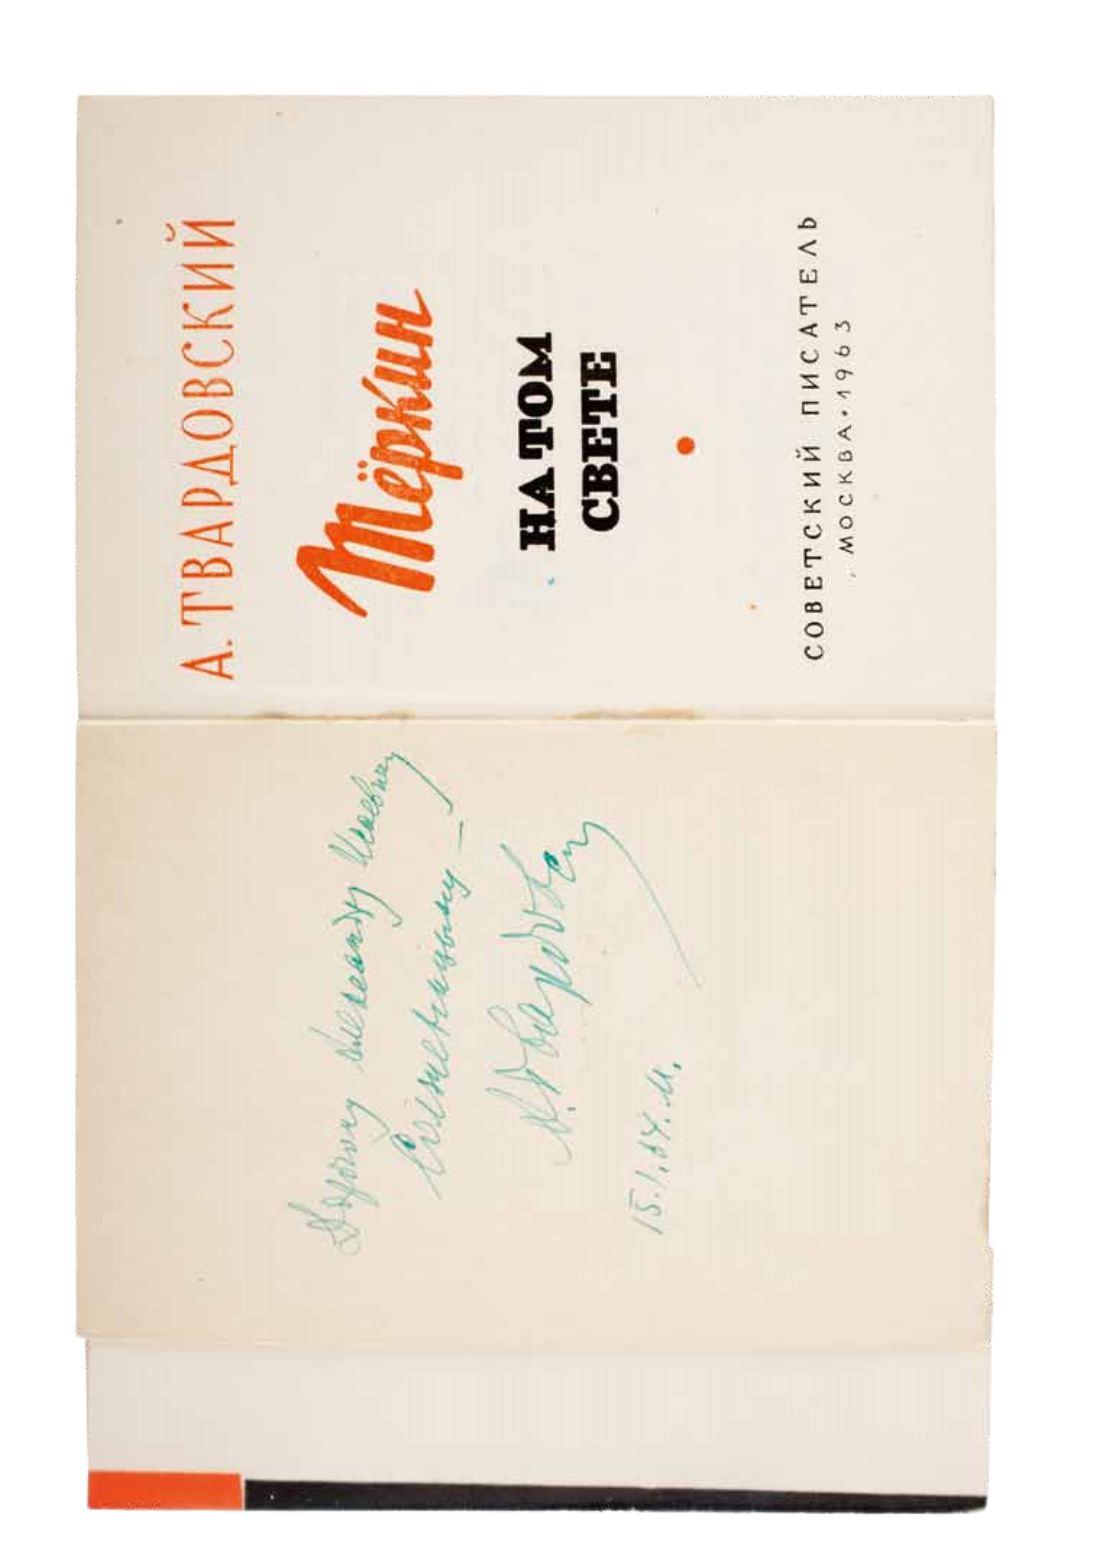 Дорогому Александру Исаевичу
Солженицыну —
А. Твардовский
15.I.64. М.
А. ТВАРДОВСКИЙ
Тёркин
НА ТОМ
СВЕТЕ
СОВЕТСКИЙ ПИСАТЕЛЬ
МОСКВА • 1963